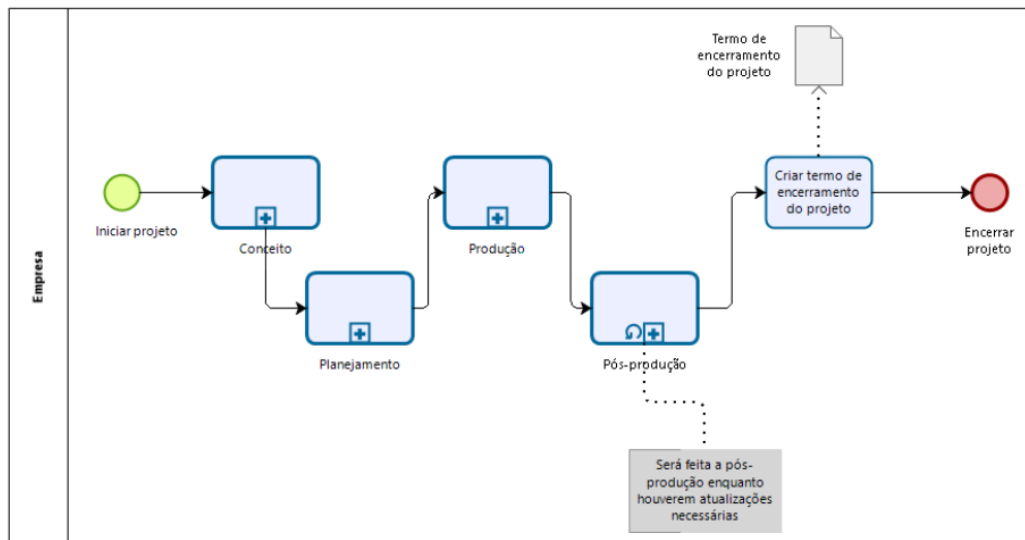 Empresa
Iniciar projeto
Conceito
Planejamento
Produção
Pós-produção
Será feita a pós-
produção enquanto
houverem atualizações
necessárias
Termo de
encerramento
do projeto
Criar termo de
encerramento
do projeto
Encerrar
projeto